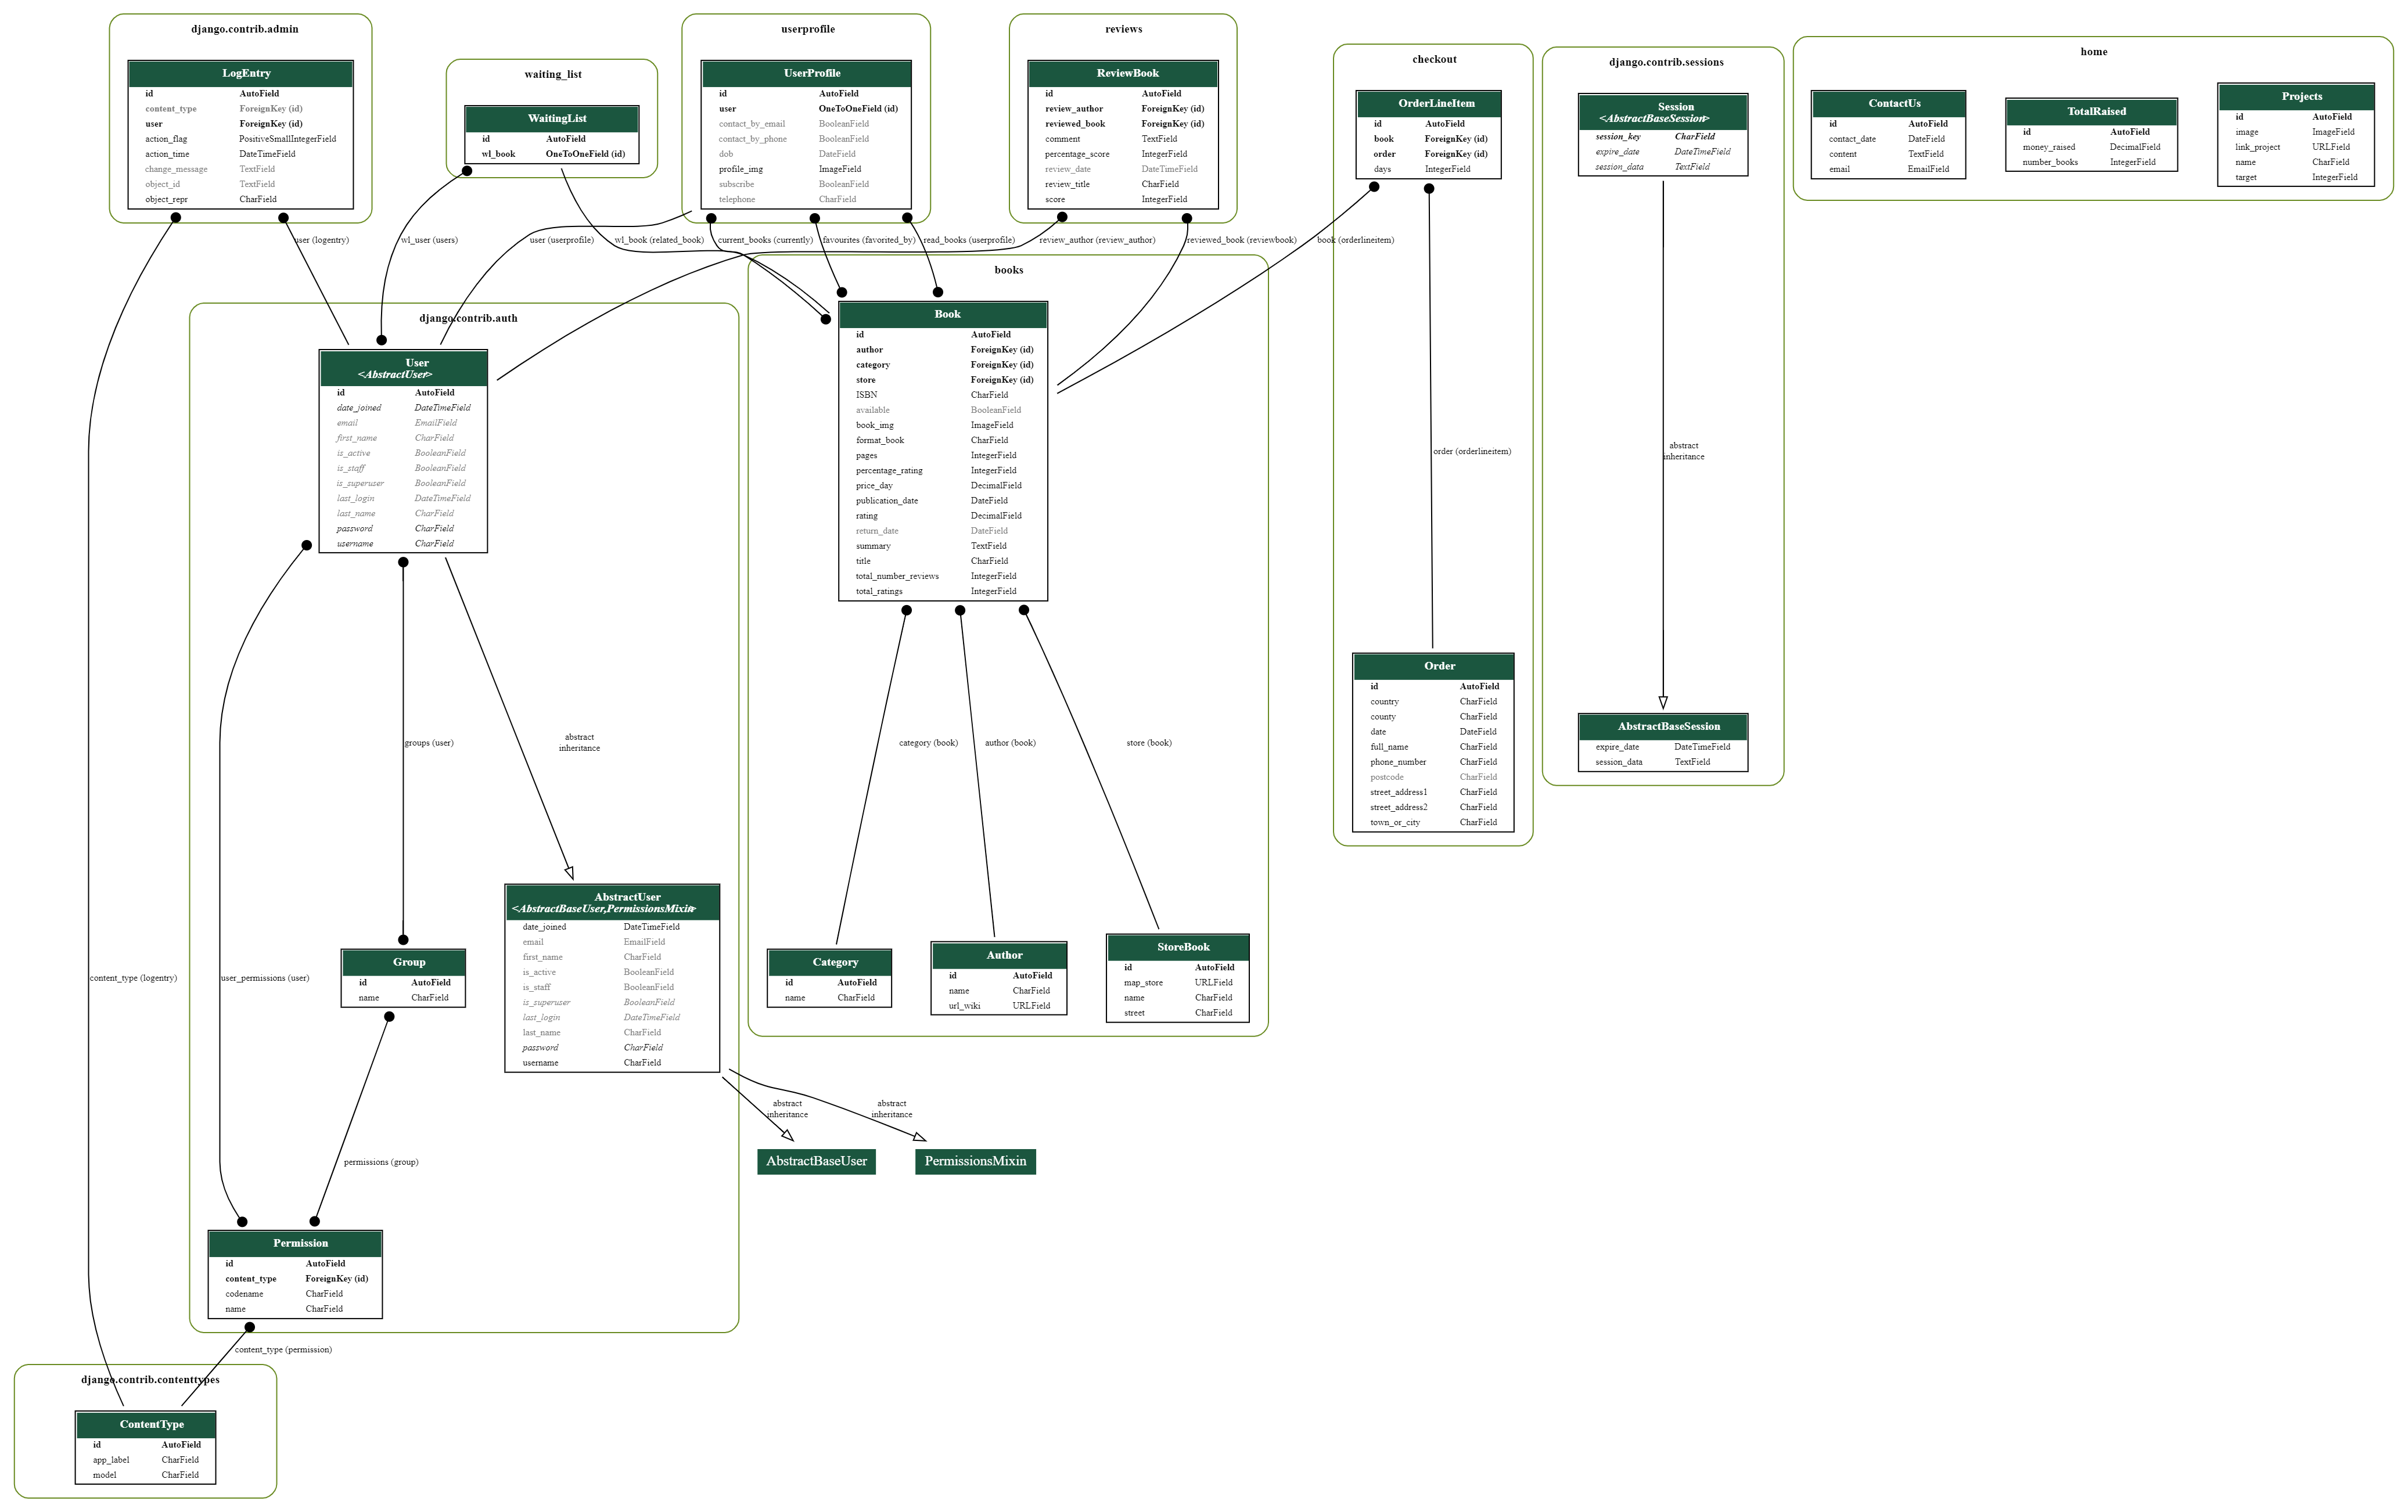 django.contrib.admin
LogEntry
id AutoField
content_type ForeignKey (id)
user ForeignKey (id)
action_flag PositiveSmallIntegerField
action_time DateTimeField
change_message TextField
object_id TextField
object_repr CharField
waiting_list
WaitingList
id AutoField
wl_book OneToOneField (id)
userprofile
UserProfile
id AutoField
user OneToOneField (id)
contact_by_email BooleanField
contact_by_phone BooleanField
dob DateField
profile_img ImageField
subscribe BooleanField
telephone CharField
reviews
ReviewBook
id AutoField
review_author ForeignKey (id)
reviewed_book ForeignKey (id)
comment TextField
percentage_score IntegerField
review_date DateTimeField
review_title CharField
score IntegerField
checkout
OrderLineItem
id AutoField
book ForeignKey (id)
order ForeignKey (id)
days IntegerField
django.contrib.sessions
Session
<AbstractBaseSession>
session_key CharField
expire_date DateTimeField
session_data TextField
home
ContactUs
id AutoField
contact_date DateField
content TextField
email EmailField
TotalRaised
id AutoField
money_raised DecimalField
number_books IntegerField
Projects
id AutoField
image ImageField
link_project URLField
name CharField
target IntegerField
user (logentry)
wl_user (users)
user (userprofile)
wl_book (related_book)
current_books (currently)
favourites (favorited_by)
read_books (userprofile)
review_author (review_author)
reviewed_book (reviewbook)
book (orderlineitem)
django.contrib.auth
User
<AbstractUser>
id AutoField
date_joined DateTimeField
email EmailField
first_name CharField
is_active BooleanField
is_staff BooleanField
is_superuser BooleanField
last_login DateTimeField
last_name CharField
password CharField
username CharField
books
Book
id AutoField
author ForeignKey (id)
category ForeignKey (id)
store ForeignKey (id)
ISBN CharField
available BooleanField
book_img ImageField
format_book CharField
pages IntegerField
percentage_rating IntegerField
price_day DecimalField
publication_date DateField
rating DecimalField
return_date DateField
summary TextField
title CharField
total_number_reviews IntegerField
total_ratings IntegerField
order (orderlineitem)
abstract
inheritance
Order
id AutoField
country CharField
county CharField
date DateField
full_name CharField
phone_number CharField
postcode CharField
street_address1 CharField
street_address2 CharField
town_or_city CharField
AbstractBaseSession
expire_date DateTimeField
session_data TextField
groups (user)
abstract
inheritance
category (book)
author (book)
store (book)
AbstractUser
<AbstractBaseUser,PermissionsMixin>
date_joined DateTimeField
email EmailField
first_name CharField
is_active BooleanField
is_staff BooleanField
is_superuser BooleanField
last_login DateTimeField
last_name CharField
password CharField
username CharField
Group
id AutoField
name CharField
Category
id AutoField
name CharField
Author
id AutoField
name CharField
url_wiki URLField
StoreBook
id AutoField
map_store URLField
name CharField
street CharField
content_type (logentry)
user_permissions (user)
abstract
inheritance
abstract
inheritance
AbstractBaseUser
PermissionsMixin
permissions (group)
Permission
id AutoField
content_type ForeignKey (id)
codename CharField
name CharField
content_type (permission)
django.contrib.contenttypes
ContentType
id AutoField
app_label CharField
model CharField